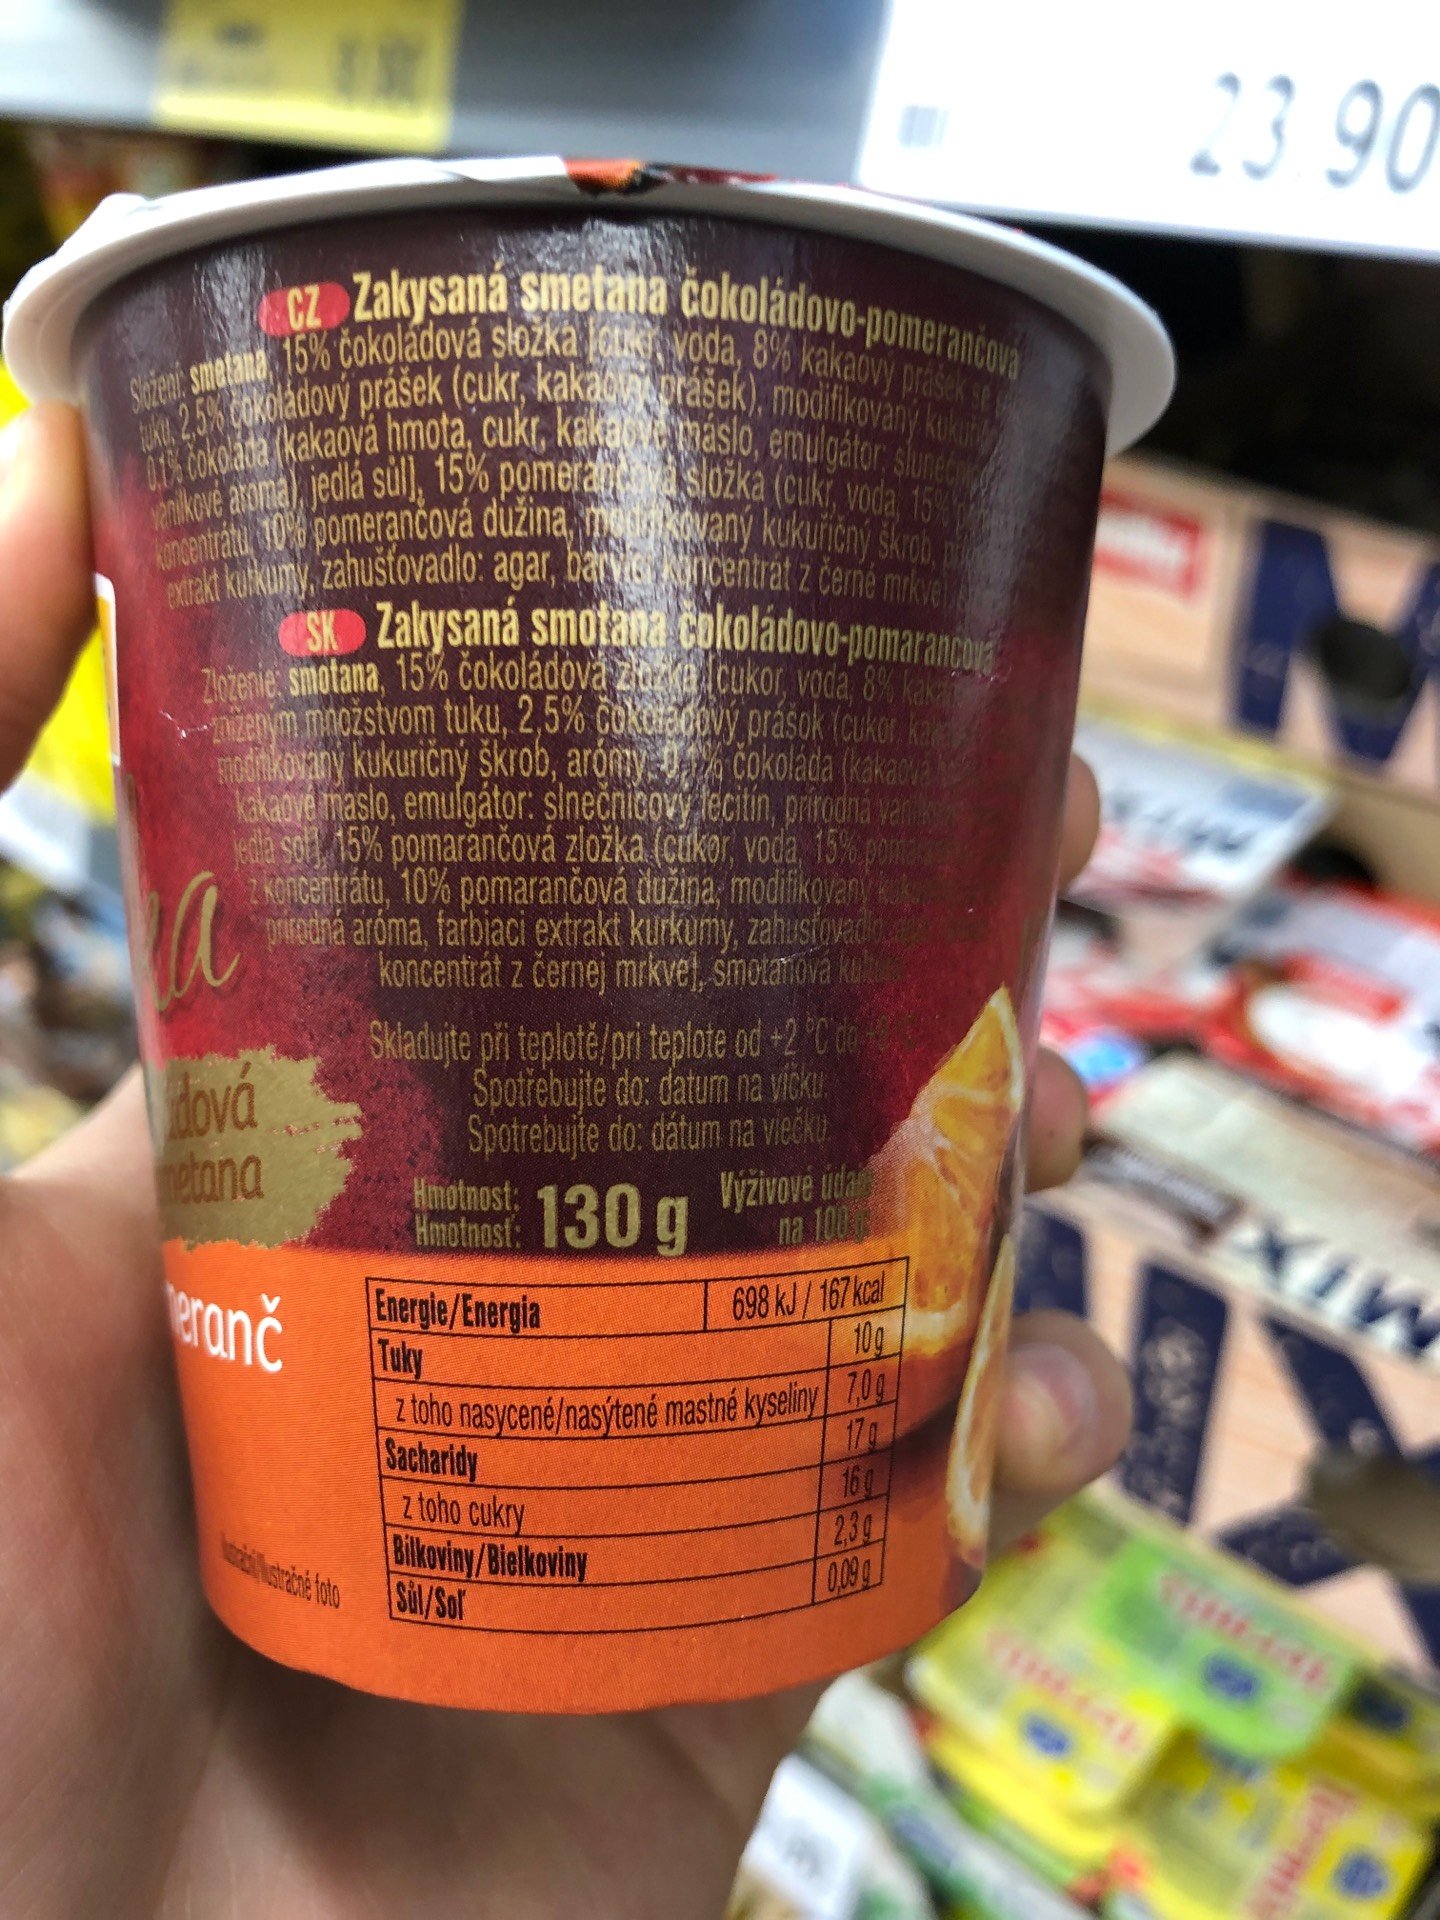 23.90
CZ Zakysaná smetana čokoládovo-pomerančová
Složení: smetana, 15% čokoládová složka [cukr, voda, 8% kakaový prášek se
tuku, 2,5% čokoládový prášek (cukr, kakaový prášek), modifikovaný
0,1% čokoláda (kakaová hmota, cukr, kakaové máslo, emulgátor:
vanilkové aroma), jedlá sůl], 15% pomerančová složka (cukr, voda, 15%
koncentrátu, 10% pomerančová dužina, modifikovaný kukuřičný škrob,
extrakt kurkumy, zahušťovadlo: agar, barvicí koncentrát z černé mrkve
SK Zakysaná smotana čokoládovo-pomarančová
Zloženie: smotana, 15% čokoládová zložka [cukor, voda, 8%
zníženým množstvom tuku, 2,5% čokoládový prášok (cukor,
modifikovaný kukuričný škrob, arómy, 0,1% čokoláda (kakaová
kakaové maslo, emulgátor: slnečnicový lecitín, prírodná
jedlá soľ], 15% pomarančová zložka (cukor, voda, 15%
z koncentrátu, 10% pomarančová dužina, modifikovaný
prírodná aróma, farbiaci extrakt kurkumy, zahusťovadlo:
koncentrát z černej mrkve), smotanová
Skladujte při teplotě/pri teplote od +2 °C do
Spotřebujte do: datum na víčku.
Spotrebujte do: dátum na viečku.
Hmotnost:
Hmotnosť: 130 g
Výživové údaje
na 100 g:
Energie/Energia 698 kJ / 167 kcal
Tuky 10 g
z toho nasycené/nasýtené mastné kyseliny 7,0 g
Sacharidy 17 g
z toho cukry 16 g
Bílkoviny/Bielkoviny 2,3 g
Sůl/Soľ 0,09 g
ka
ádová
metana
meranč
foto
MIX